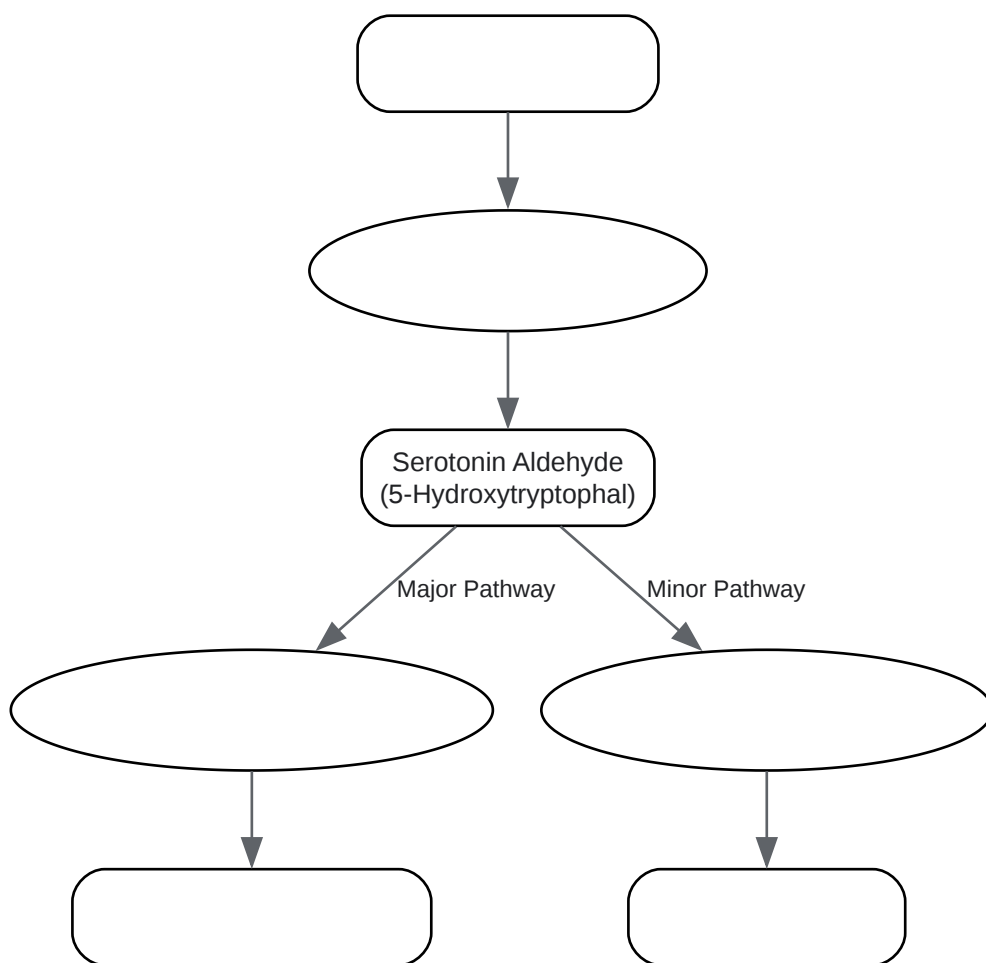 Serotonin Aldehyde
(5-Hydroxytryptophal)
Major Pathway
Minor Pathway